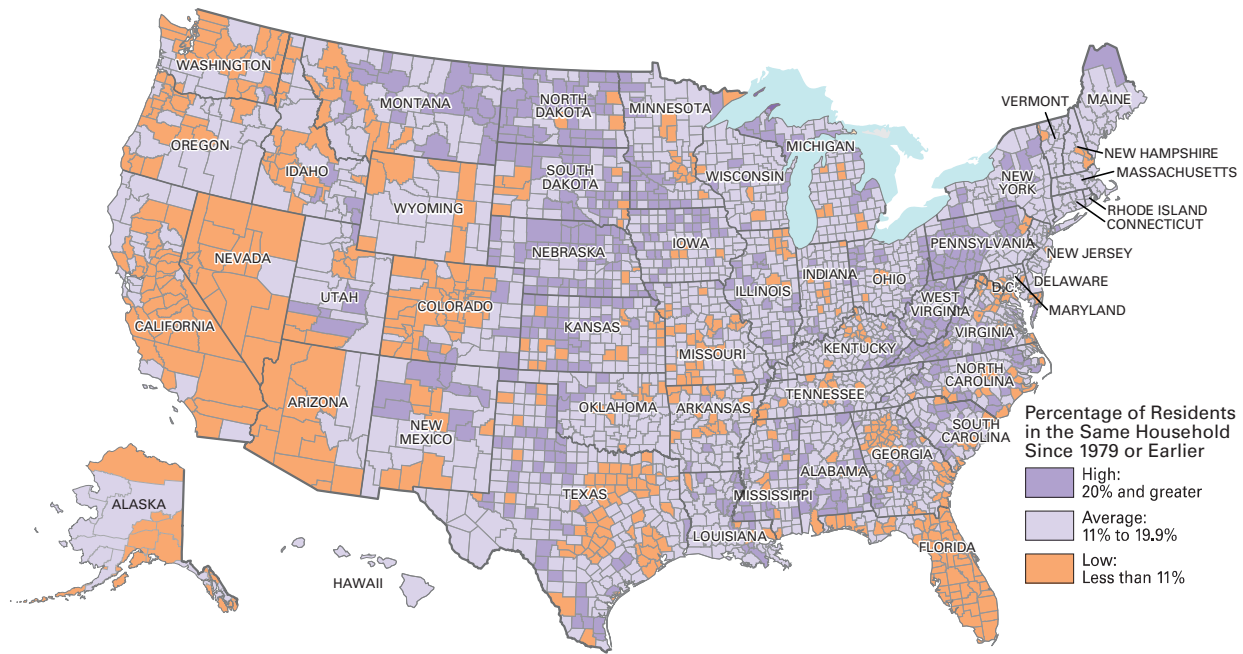 WASHINGTON
MONTANA
NORTH
DAKOTA
MINNESOTA
VERMONT
MAINE
OREGON
IDAHO
SOUTH
DAKOTA
WISCONSIN
MICHIGAN
NEW
YORK
NEW HAMPSHIRE
MASSACHUSETTS
RHODE ISLAND
CONNECTICUT
WYOMING
NEBRASKA
IOWA
PENNSYLVANIA
NEW JERSEY
NEVADA
UTAH
COLORADO
ILLINOIS
INDIANA
OHIO
D.C.
DELAWARE
MARYLAND
WEST
VIRGINIA
VIRGINIA
CALIFORNIA
KANSAS
MISSOURI
KENTUCKY
NORTH
CAROLINA
ARIZONA
NEW
MEXICO
OKLAHOMA
ARKANSAS
TENNESSEE
SOUTH
CAROLINA
TEXAS
MISSISSIPPI
ALABAMA
GEORGIA
LOUISIANA
FLORIDA
ALASKA
HAWAII
Percentage of Residents
in the Same Household
Since 1979 or Earlier
High:
20% and greater
Average:
11% to 19.9%
Low:
Less than 11%